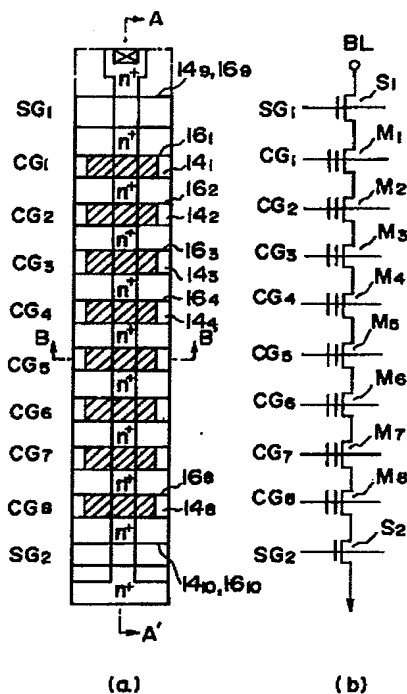 A
14₉, 16₉
n⁺
SG₁
n⁺
16₁
CG₁
14₁
n⁺
16₂
CG₂
14₂
n⁺
16₃
CG₃
14₃
n⁺
16₄
CG₄
14₄
B
n⁺
B'
CG₅
n⁺
CG₆
n⁺
CG₇
n⁺
16₈
CG₈
14₈
n⁺
SG₂
n⁺
14₁₀, 16₁₀
A'
(a)
BL
S₁
SG₁
M₁
CG₁
M₂
CG₂
M₃
CG₃
M₄
CG₄
M₅
CG₅
M₆
CG₆
M₇
CG₇
M₈
CG₈
S₂
SG₂
(b)